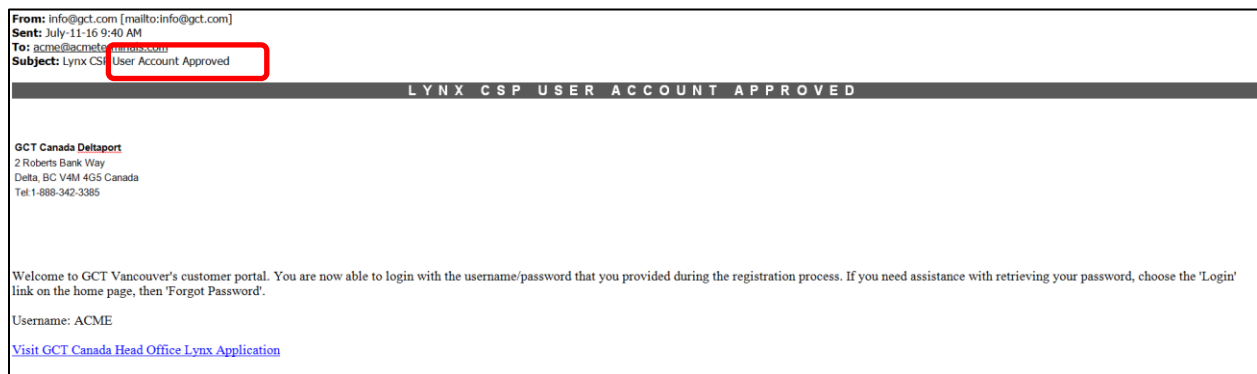 From: info@gct.com [mailto:info@gct.com]
Sent: July-11-16 9:40 AM
To: acme@acmeterminals.com
Subject: Lynx CSP User Account Approved
LYNX CSP USER ACCOUNT APPROVED
GCT Canada Deltaport
2 Roberts Bank Way
Delta, BC V4M 4G5 Canada
Tel:1-888-342-3385
Welcome to GCT Vancouver's customer portal. You are now able to login with the username/password that you provided during the registration process. If you need assistance with retrieving your password, choose the 'Login'
link on the home page, then 'Forgot Password'.
Username: ACME
Visit GCT Canada Head Office Lynx Application